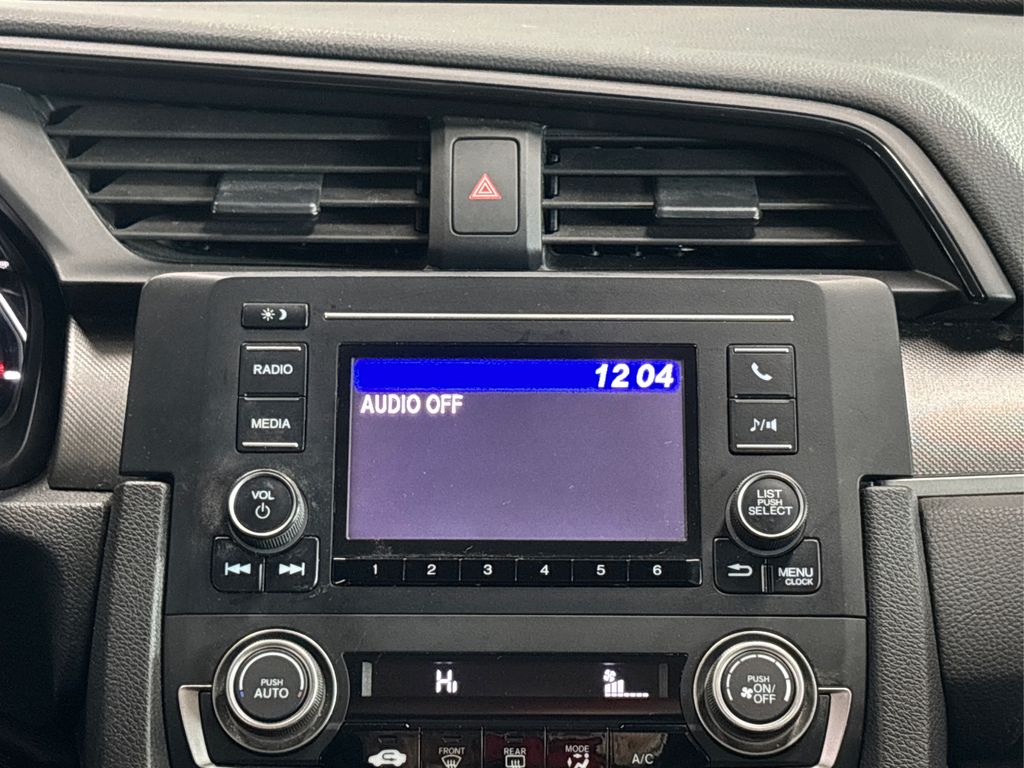 12 04
AUDIO OFF
RADIO
MEDIA
VOL
LIST
PUSH
SELECT
1 2 3 4 5 6
MENU
CLOCK
PUSH
AUTO
Hi
PUSH
ON/
OFF
FRONT
REAR
MODE
A/C